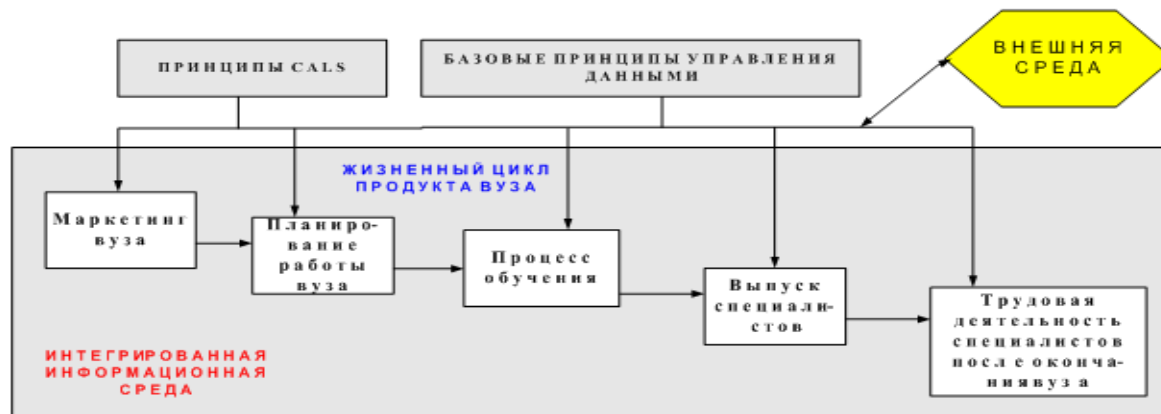 ПРИНЦИПЫ CALS
БАЗОВЫЕ ПРИНЦИПЫ УПРАВЛЕНИЯ
ДАННЫМИ
ВНЕШНЯЯ
СРЕДА
ЖИЗНЕННЫЙ ЦИКЛ
ПРОДУКТА ВУЗА
Маркетинг
вуза
Планиро-
вание
работы
вуза
Процесс
обучения
Выпуск
специали-
стов
Трудовая
деятельность
специалистов
после оконча-
ниявуза
ИНТЕГРИРОВАННАЯ
ИНФОРМАЦИОННАЯ
СРЕДА